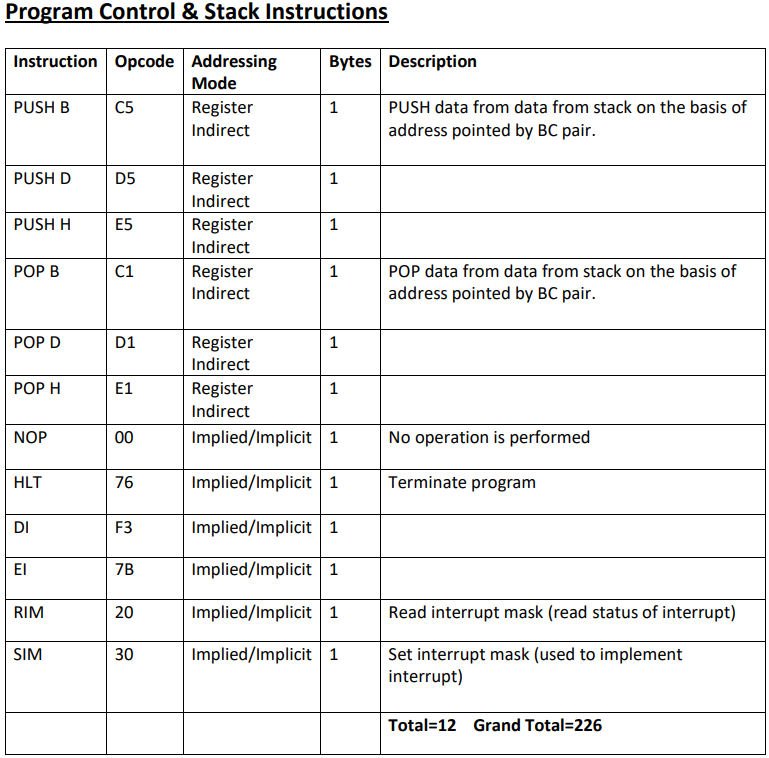 Program Control & Stack Instructions
Instruction Opcode Addressing Bytes Description
Mode
PUSH B C5 Register 1 PUSH data from data from stack on the basis of
Indirect address pointed by BC pair.
PUSH D D5 Register 1
Indirect
PUSH H E5 Register 1
Indirect
POP B C1 Register 1 POP data from data from stack on the basis of
Indirect address pointed by BC pair.
POP D D1 Register 1
Indirect
POP H E1 Register 1
Indirect
NOP 00 Implied/Implicit 1 No operation is performed
HLT 76 Implied/Implicit 1 Terminate program
DI F3 Implied/Implicit 1
EI 7B Implied/Implicit 1
RIM 20 Implied/Implicit 1 Read interrupt mask (read status of interrupt)
SIM 30 Implied/Implicit 1 Set interrupt mask (used to implement
interrupt)
Total=12 Grand Total=226